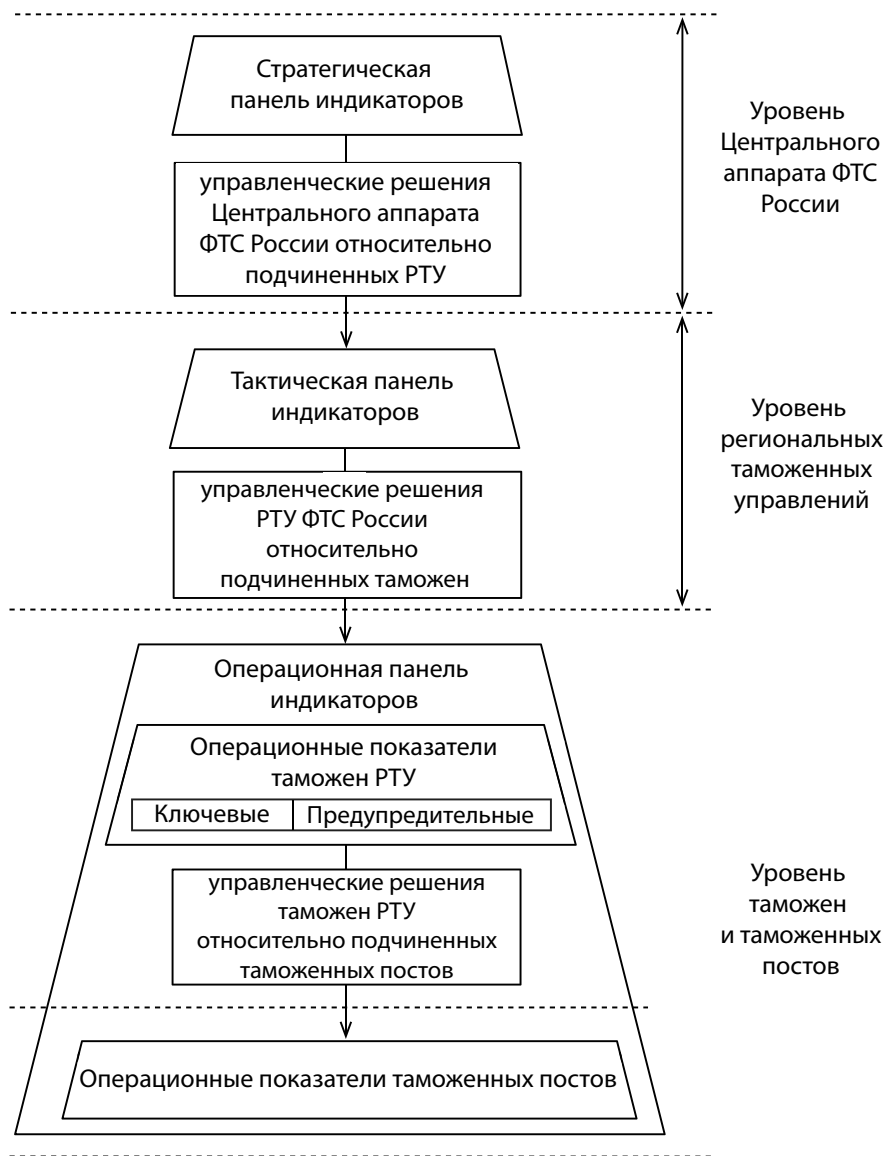 Стратегическая
панель индикаторов
управленческие решения
Центрального аппарата
ФТС России относительно
подчиненных РТУ
Уровень
Центрального
аппарата ФТС
России
Тактическая панель
индикаторов
управленческие решения
РТУ ФТС России
относительно
подчиненных таможен
Уровень
региональных
таможенных
управлений
Операционная панель
индикаторов
Операционные показатели
таможен РТУ
Ключевые
Предупредительные
управленческие решения
таможен РТУ
относительно подчиненных
таможенных постов
Операционные показатели таможенных постов
Уровень
таможен
и таможенных
постов